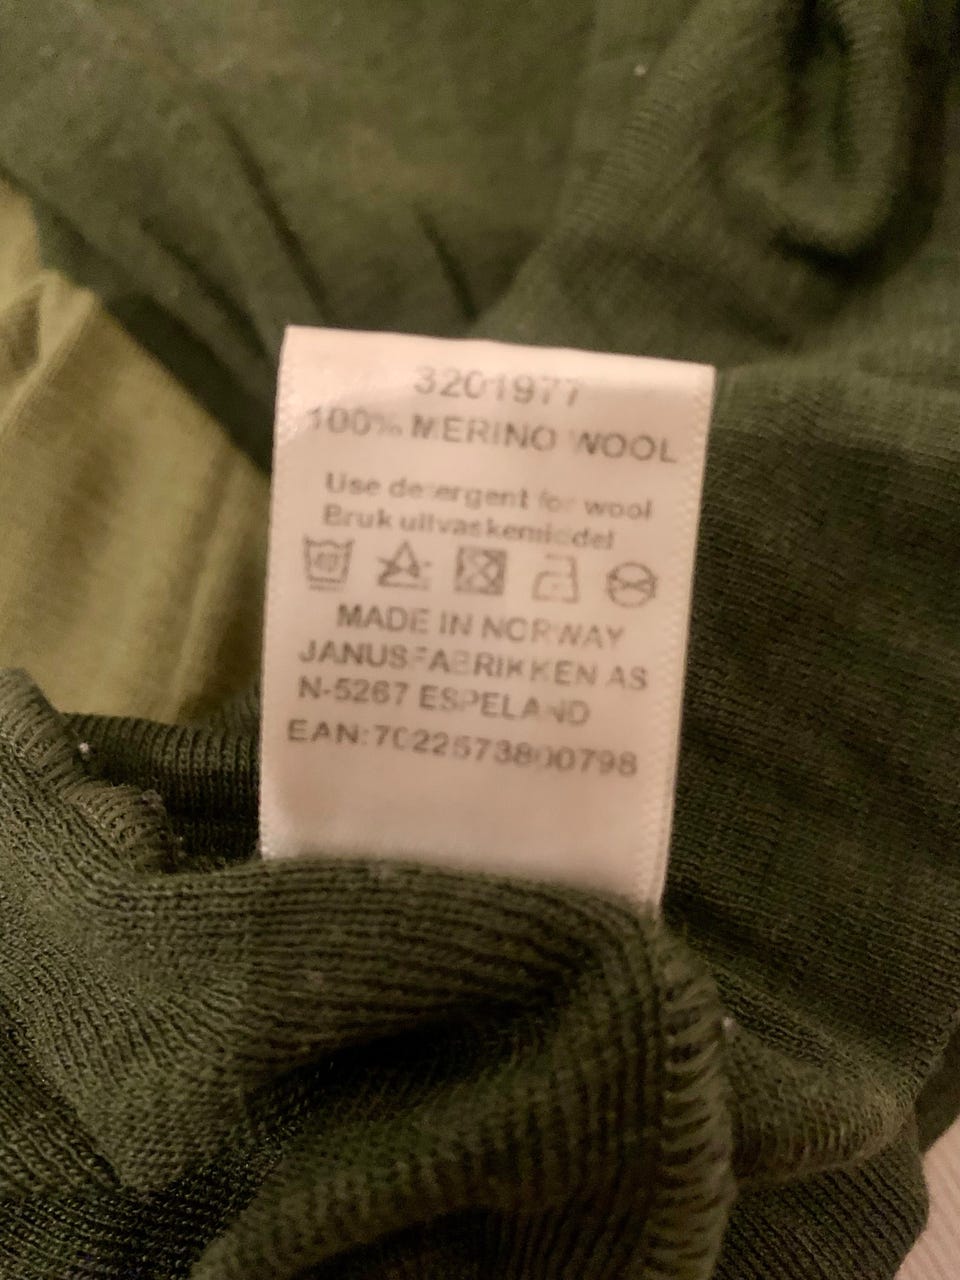 3201977
100% MERINO WOOL
Use detergent for wool
Bruk ullvaskemiddel
40
MADE IN NORWAY
JANUSFABRIKKEN AS
N-5267 ESPELAND
EAN:7022573800798